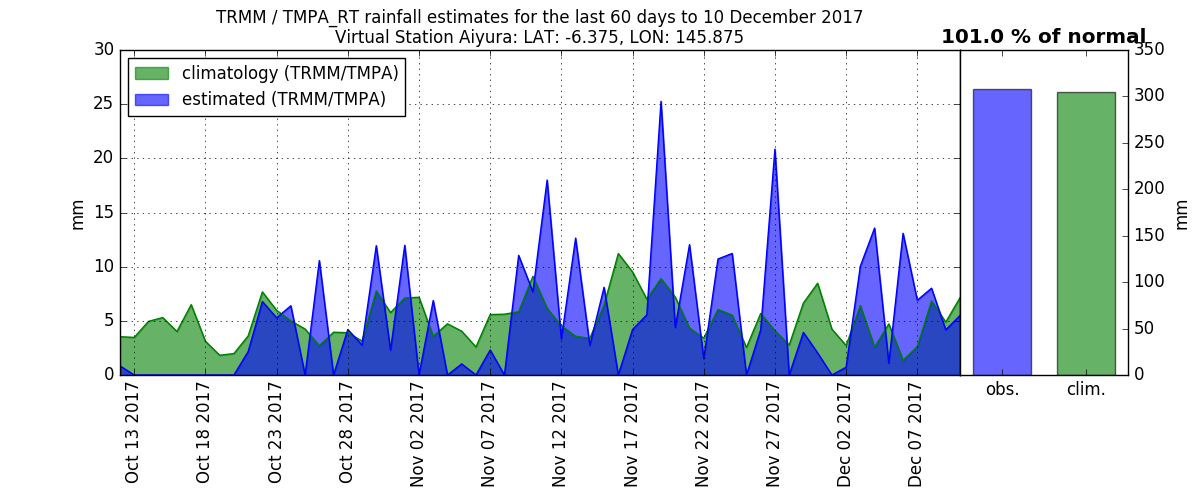 TRMM / TMPA_RT rainfall estimates for the last 60 days to 10 December 2017
Virtual Station Aiyura: LAT: -6.375, LON: 145.875
101.0 % of normal
climatology (TRMM/TMPA)
estimated (TRMM/TMPA)
30
25
20
15
10
5
0
mm
350
300
250
200
150
100
50
0
mm
obs.
clim.
Oct 13 2017
Oct 18 2017
Oct 23 2017
Oct 28 2017
Nov 02 2017
Nov 07 2017
Nov 12 2017
Nov 17 2017
Nov 22 2017
Nov 27 2017
Dec 02 2017
Dec 07 2017